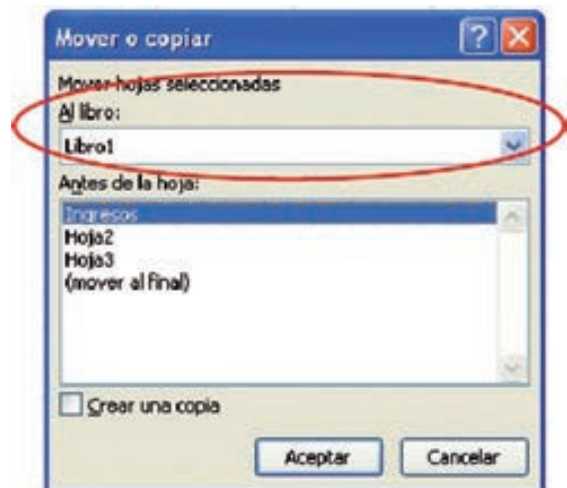 Mover o copiar
Mover hojas seleccionadas
Al libro:
Libro1
Antes de la hoja:
Ingresos
Hoja2
Hoja3
(mover al final)
Crear una copia
Aceptar
Cancelar